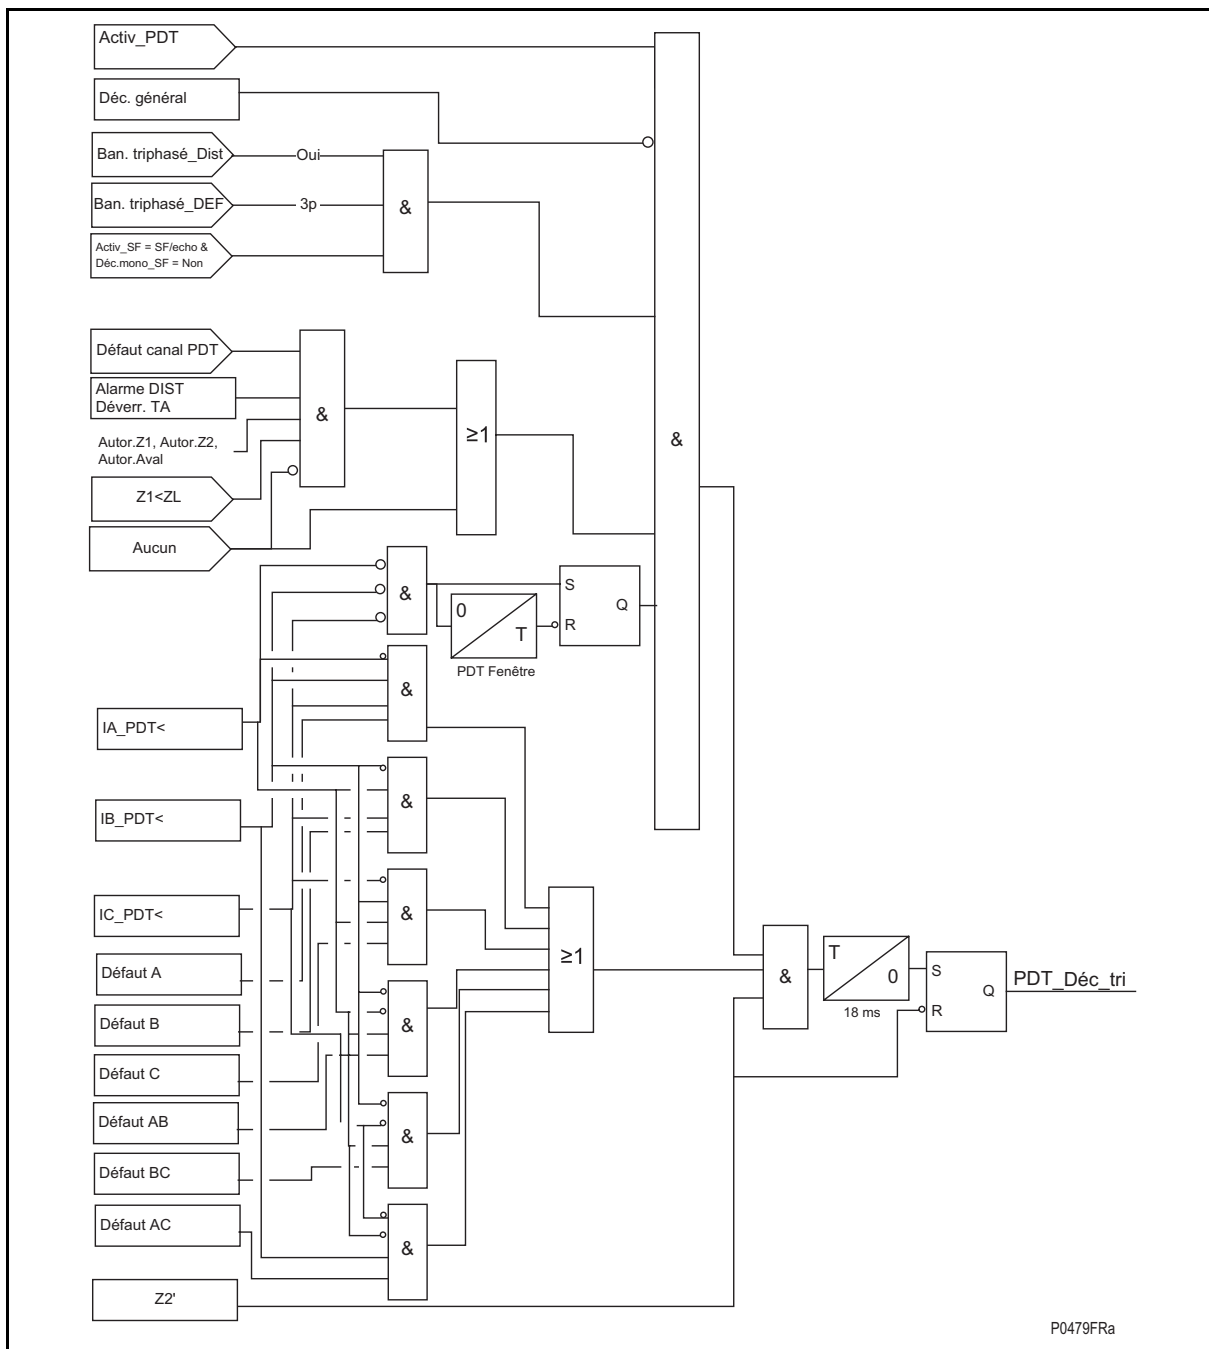 Activ_PDT
Déc. général
Ban. triphasé_Dist
Oui
Ban. triphasé_DEF
3p
&
Activ_SF = SF/echo &
Déc.mono_SF = Non
Défaut canal PDT
Alarme DIST
Déverr. TA
&
≥1
&
Autor.Z1, Autor.Z2,
Autor.Aval
Z1<ZL
Aucun
&
S
Q
R
0
T
PDT Fenêtre
&
IA_PDT<
&
IB_PDT<
&
IC_PDT<
≥1
Défaut A
&
T
0
18 ms
S
Q
R
PDT_Déc_tri
Défaut B
&
Défaut C
Défaut AB
&
Défaut BC
Défaut AC
&
Z2'
P0479FRa